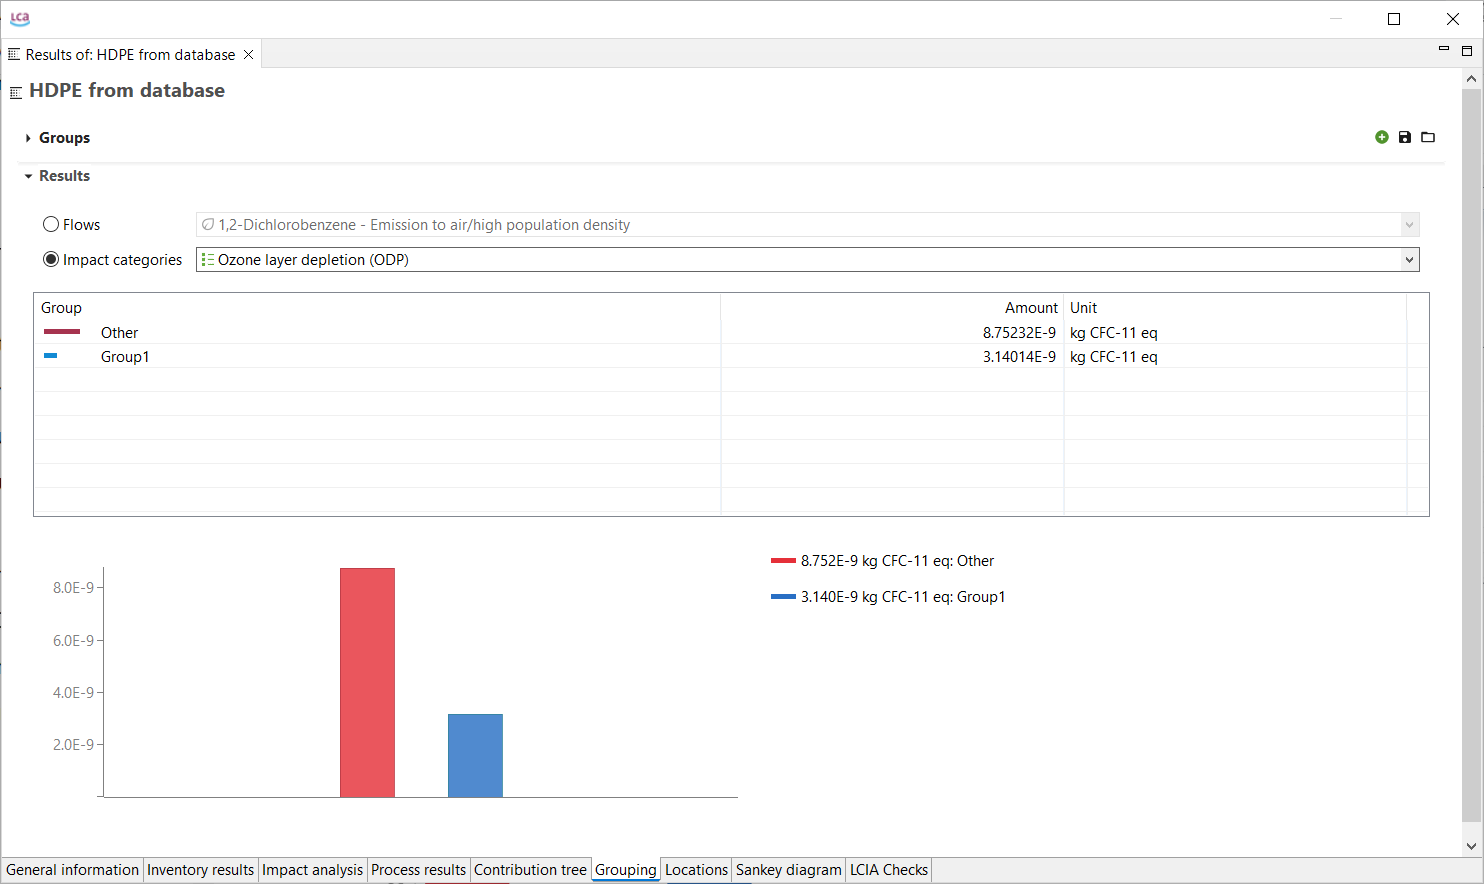 LCA
Results of: HDPE from database
HDPE from database
Groups
Results
Flows 1,2-Dichlorobenzene - Emission to air/high population density
Impact categories Ozone layer depletion (ODP)
Group Amount Unit
Other 8.75232E-9 kg CFC-11 eq
Group1 3.14014E-9 kg CFC-11 eq
8.752E-9 kg CFC-11 eq: Other
3.140E-9 kg CFC-11 eq: Group1
8.0E-9
6.0E-9
4.0E-9
2.0E-9
General information Inventory results Impact analysis Process results Contribution tree Grouping Locations Sankey diagram LCIA Checks